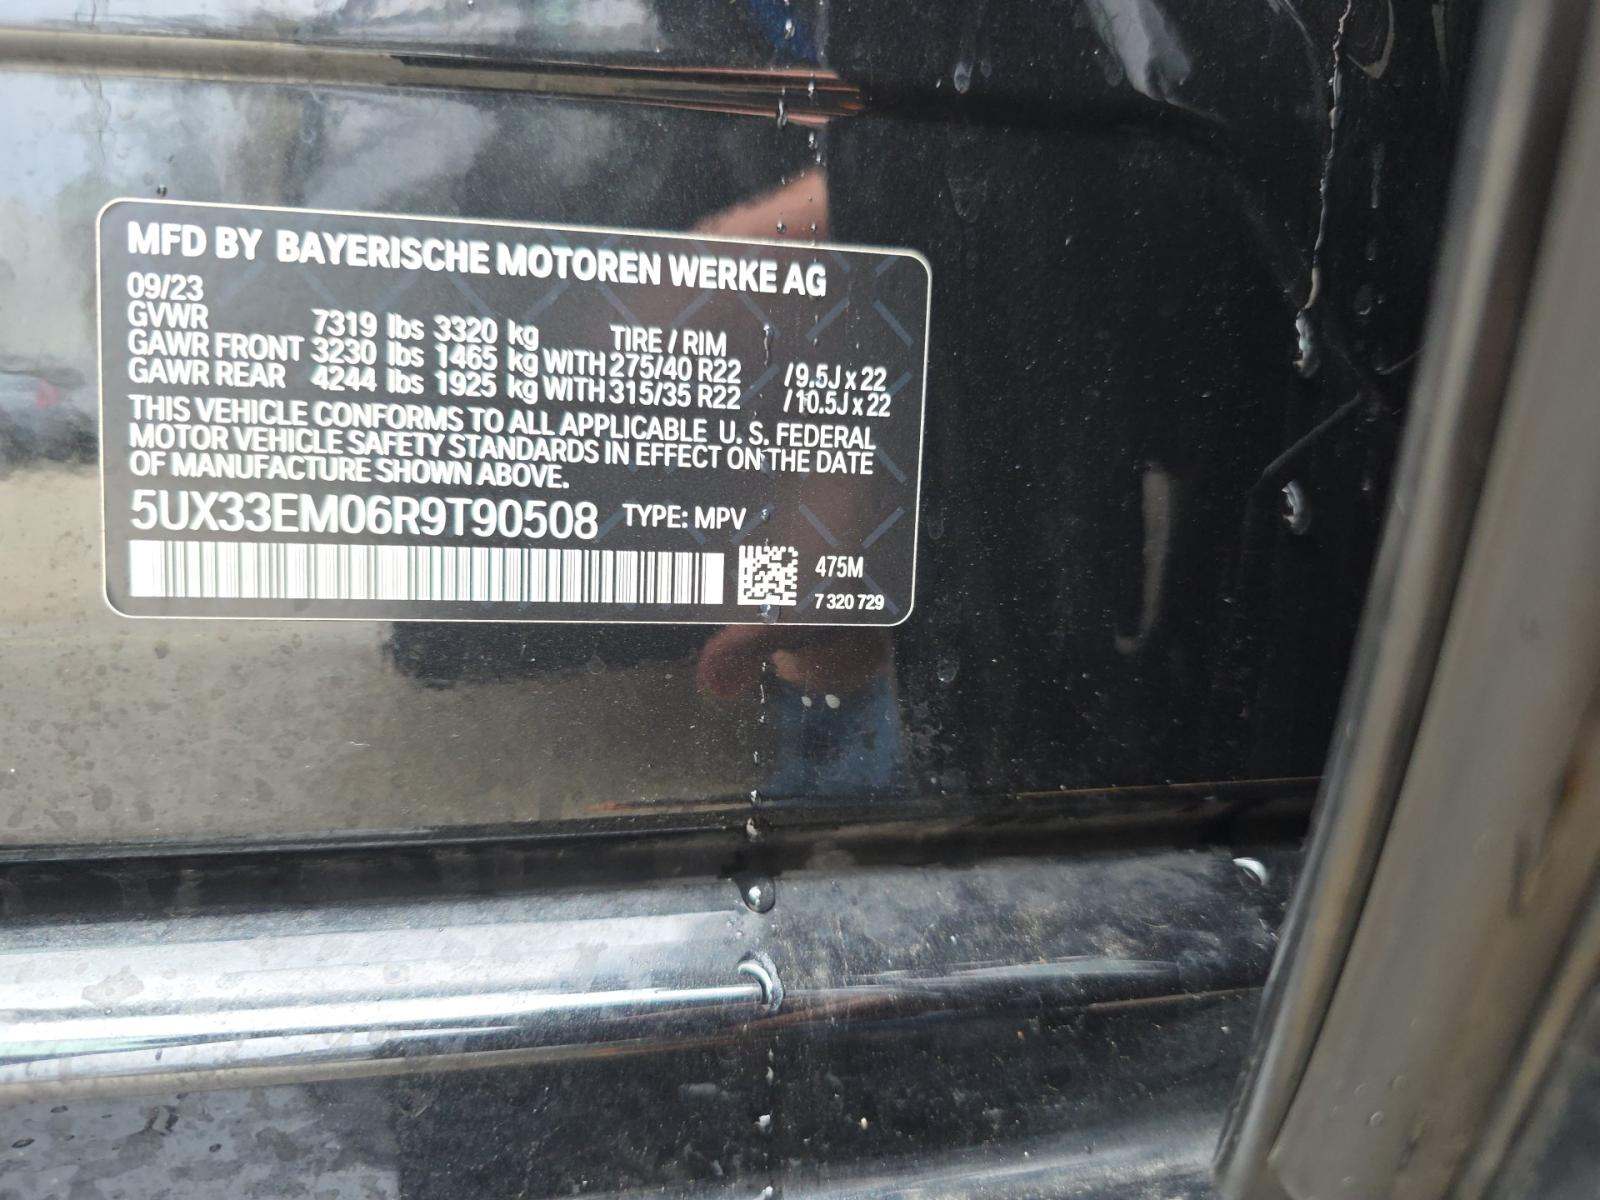 MFD BY BAYERISCHE MOTOREN WERKE AG
09/23
GVWR 7319 lbs 3320 kg TIRE / RIM
GAWR FRONT 3230 lbs 1465 kg WITH 275/40 R22 / 9.5J x 22
GAWR REAR 4244 lbs 1925 kg WITH 315/35 R22 / 10.5J x 22
THIS VEHICLE CONFORMS TO ALL APPLICABLE U. S. FEDERAL
MOTOR VEHICLE SAFETY STANDARDS IN EFFECT ON THE DATE
OF MANUFACTURE SHOWN ABOVE.
5UX33EM06R9T90508 TYPE: MPV
475M
7 320 729